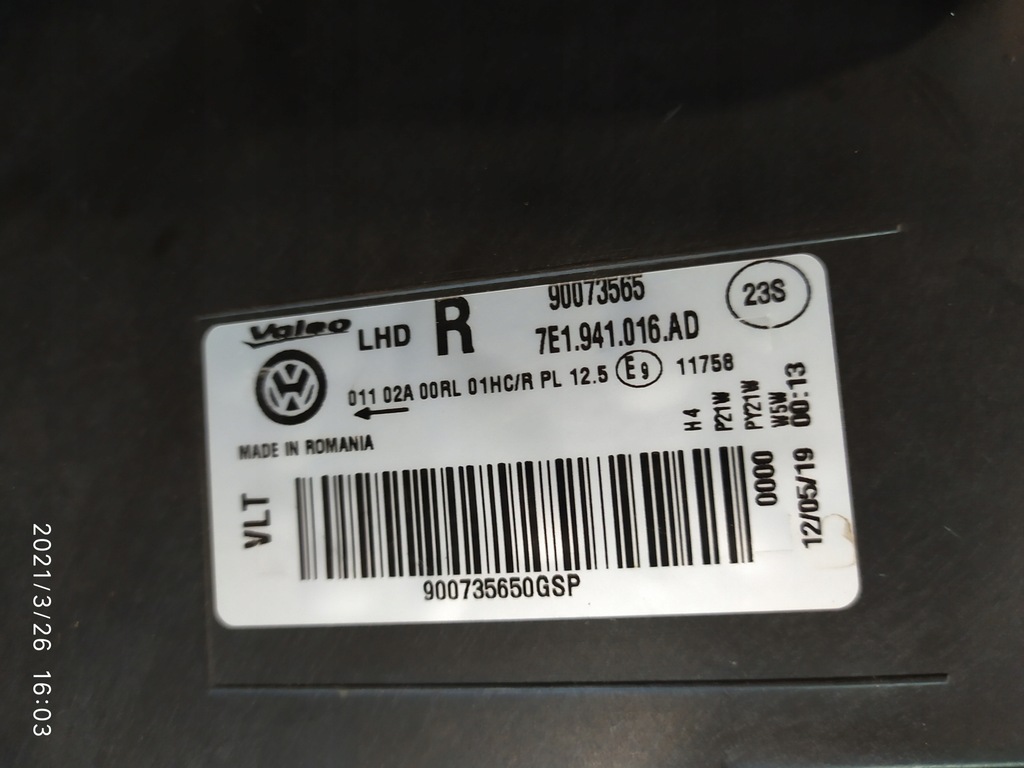 Valeo LHD R 90073565 23S
7E1.941.016.AD
011 02A 00RL 01HC/R PL 12.5 E9 11758
MADE IN ROMANIA
H4
P21W
PY21W
W5W
00:13
VLT
0000
12/05/19
900735650GSP
2021/3/26 16:03